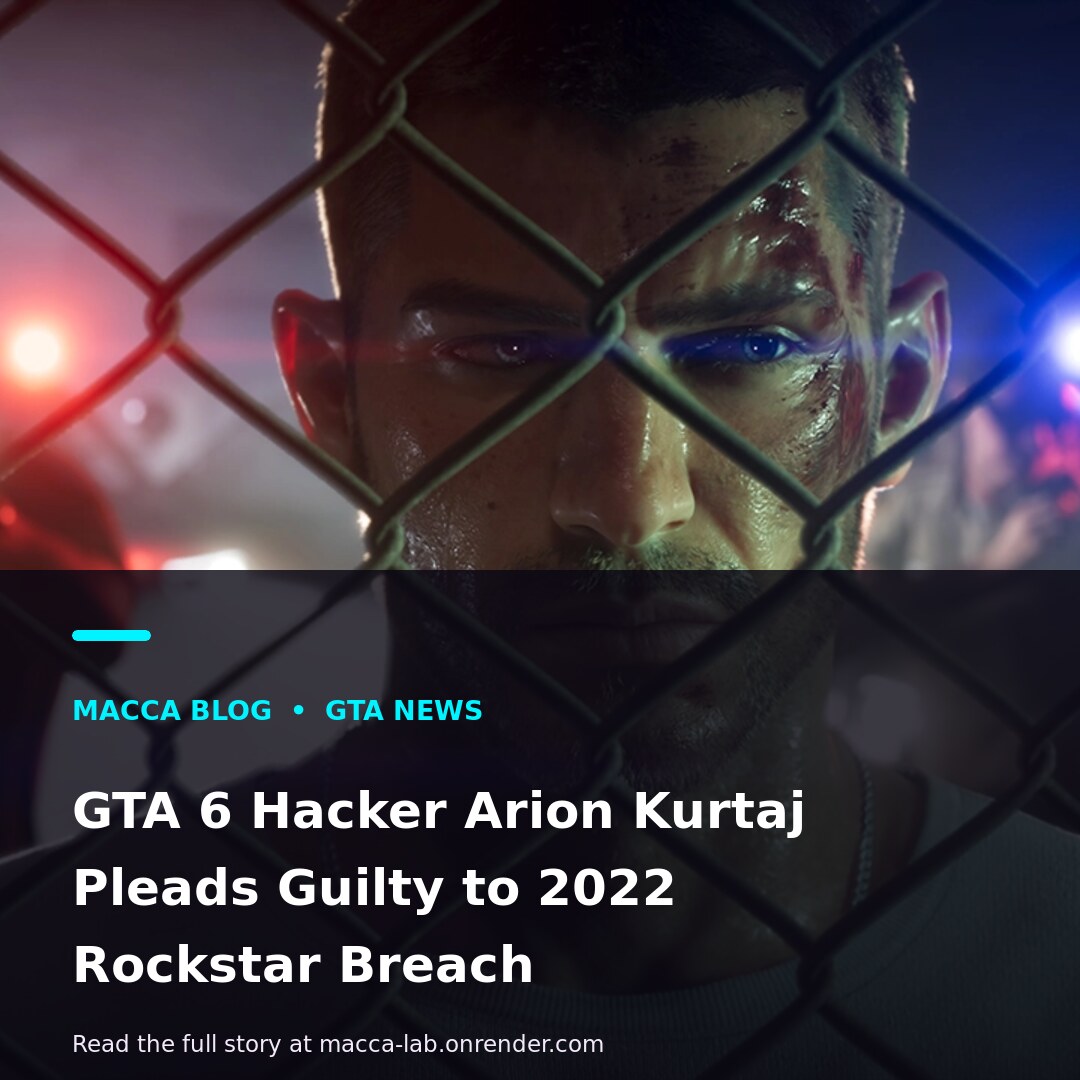 MACCA BLOG • GTA NEWS
GTA 6 Hacker Arion Kurtaj
Pleads Guilty to 2022
Rockstar Breach
Read the full story at macca-lab.onrender.com